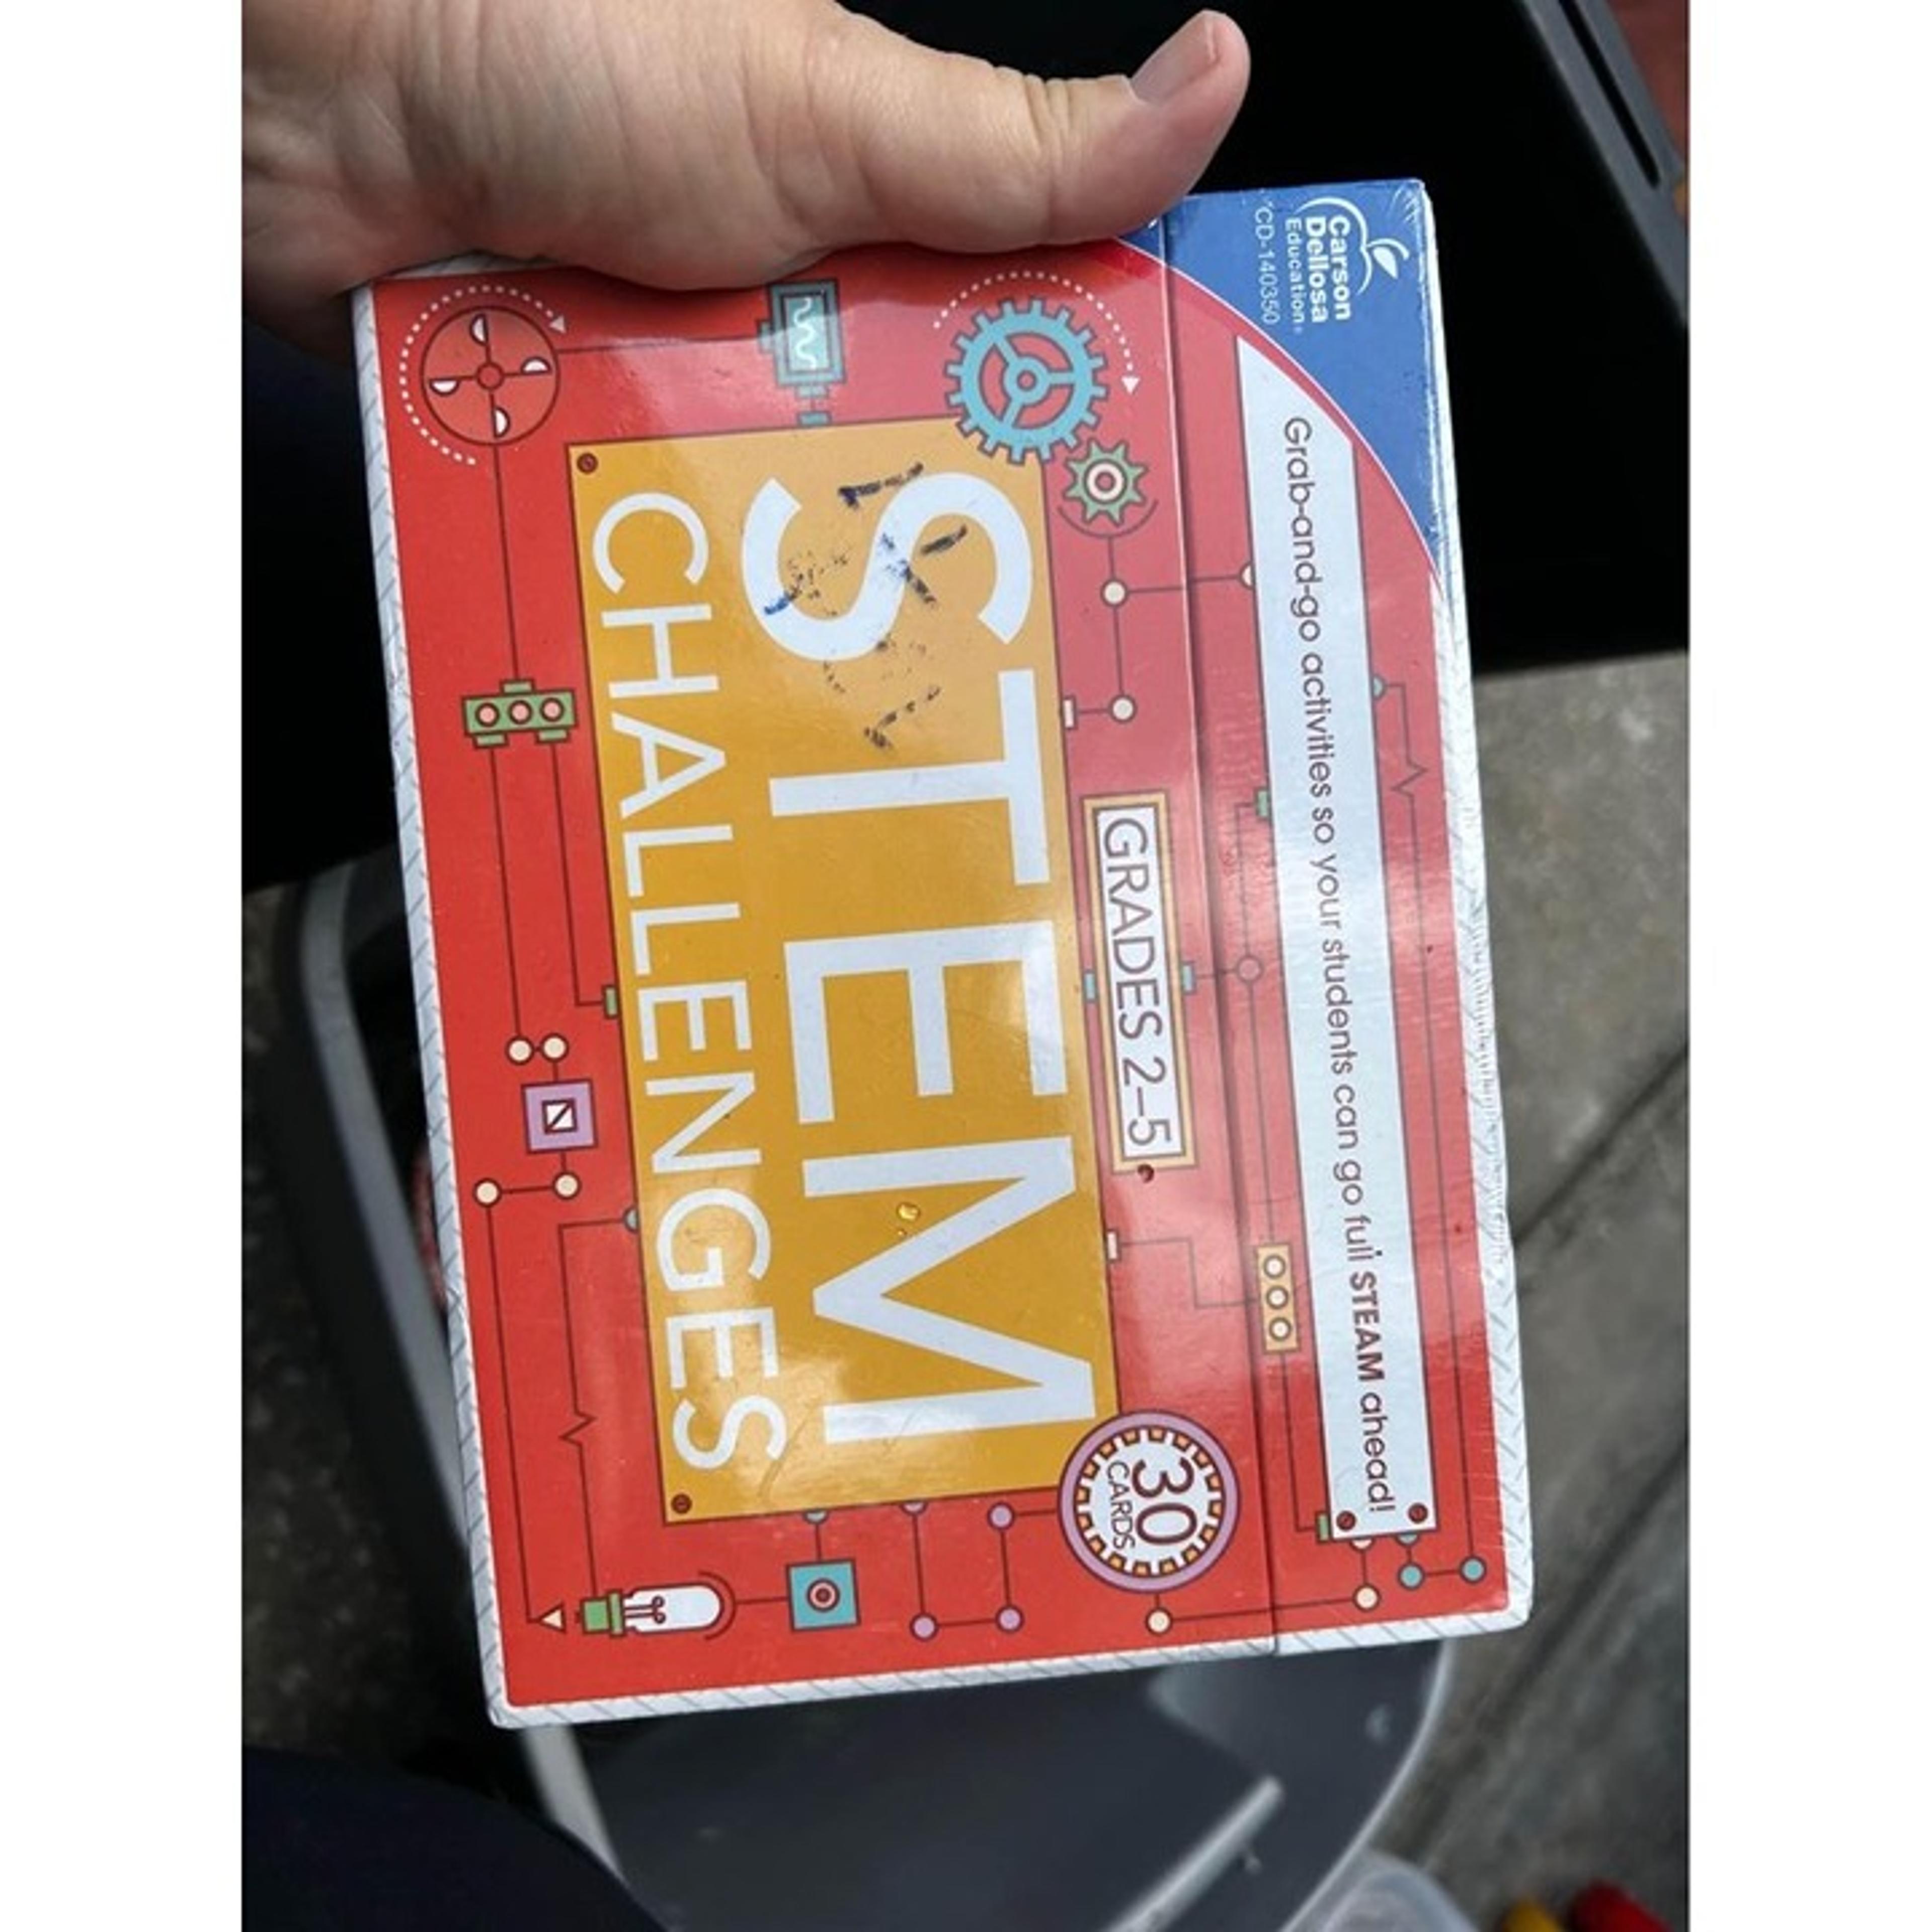 Carson
Dellosa
Education®
CD-140350
Grab-and-go activities so your students can go full STEAM ahead!
GRADES 2–5
30
CARDS
STEM
CHALLENGES